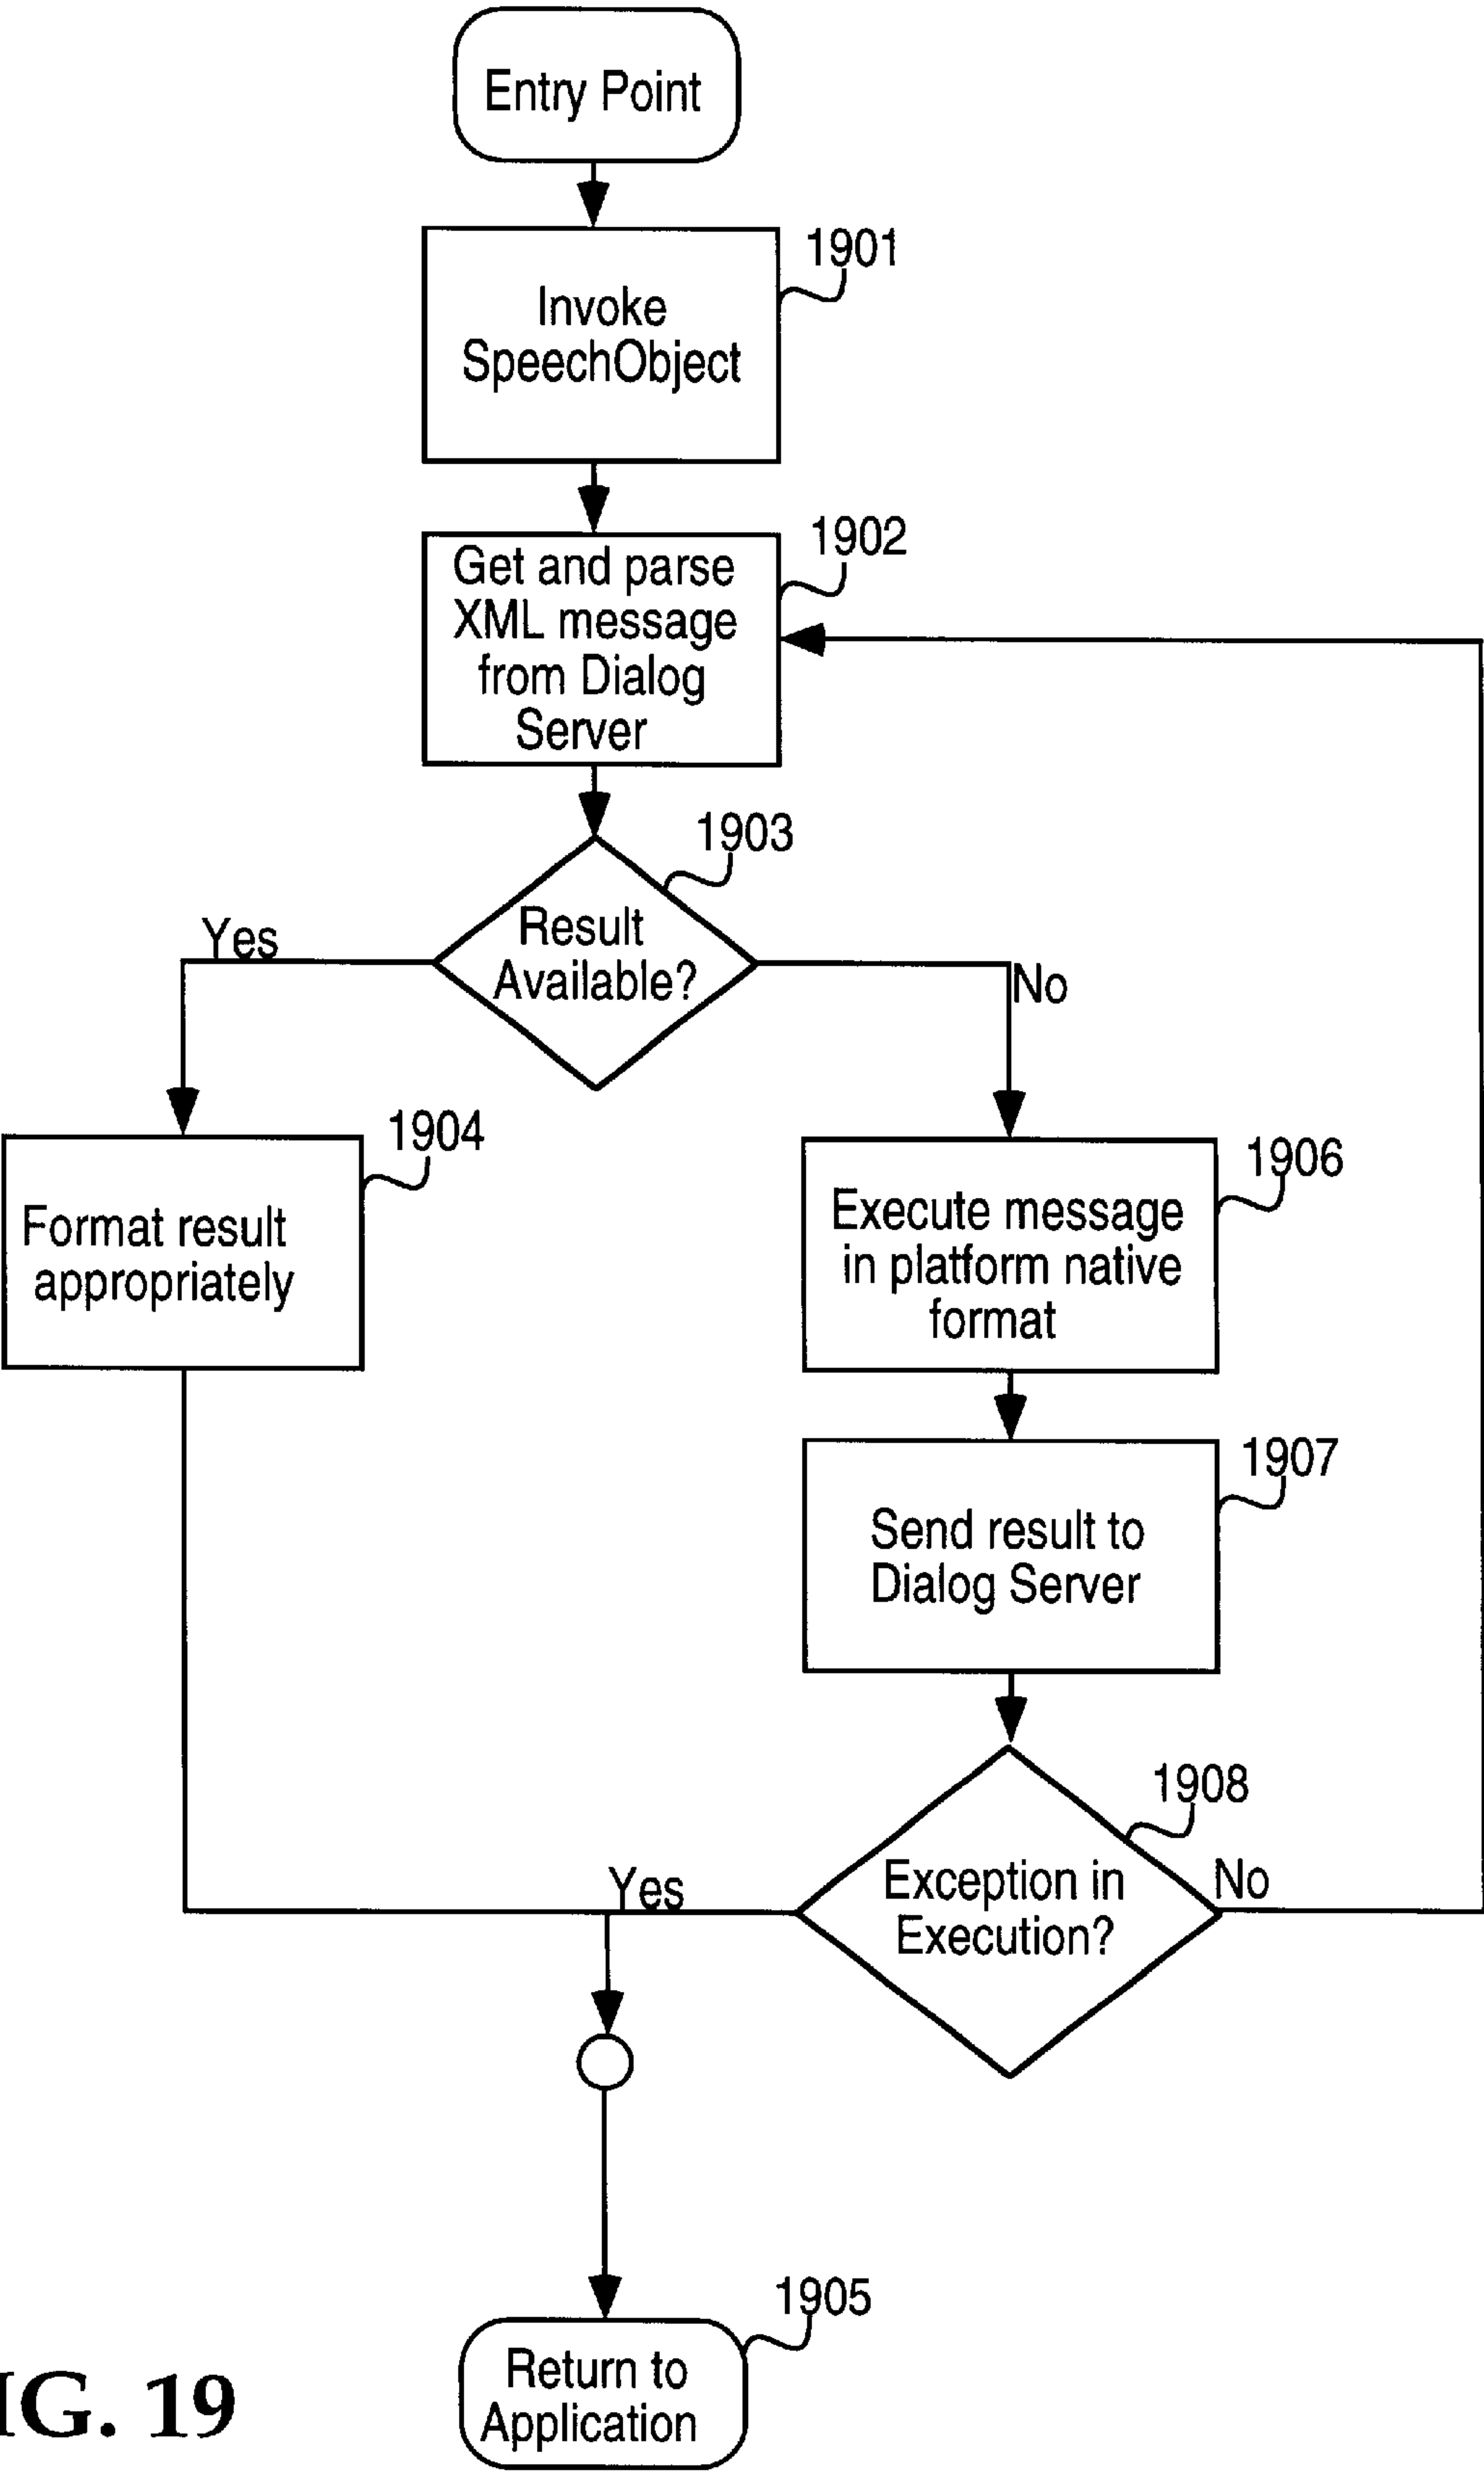 Entry Point
1901
Invoke
SpeechObject
1902
Get and parse
XML message
from Dialog
Server
1903
Result
Available?
Yes
No
1904
Format result
appropriately
1906
Execute message
in platform native
format
1907
Send result to
Dialog Server
1908
Exception in
Execution?
Yes
No
1905
Return to
Application
IG. 19